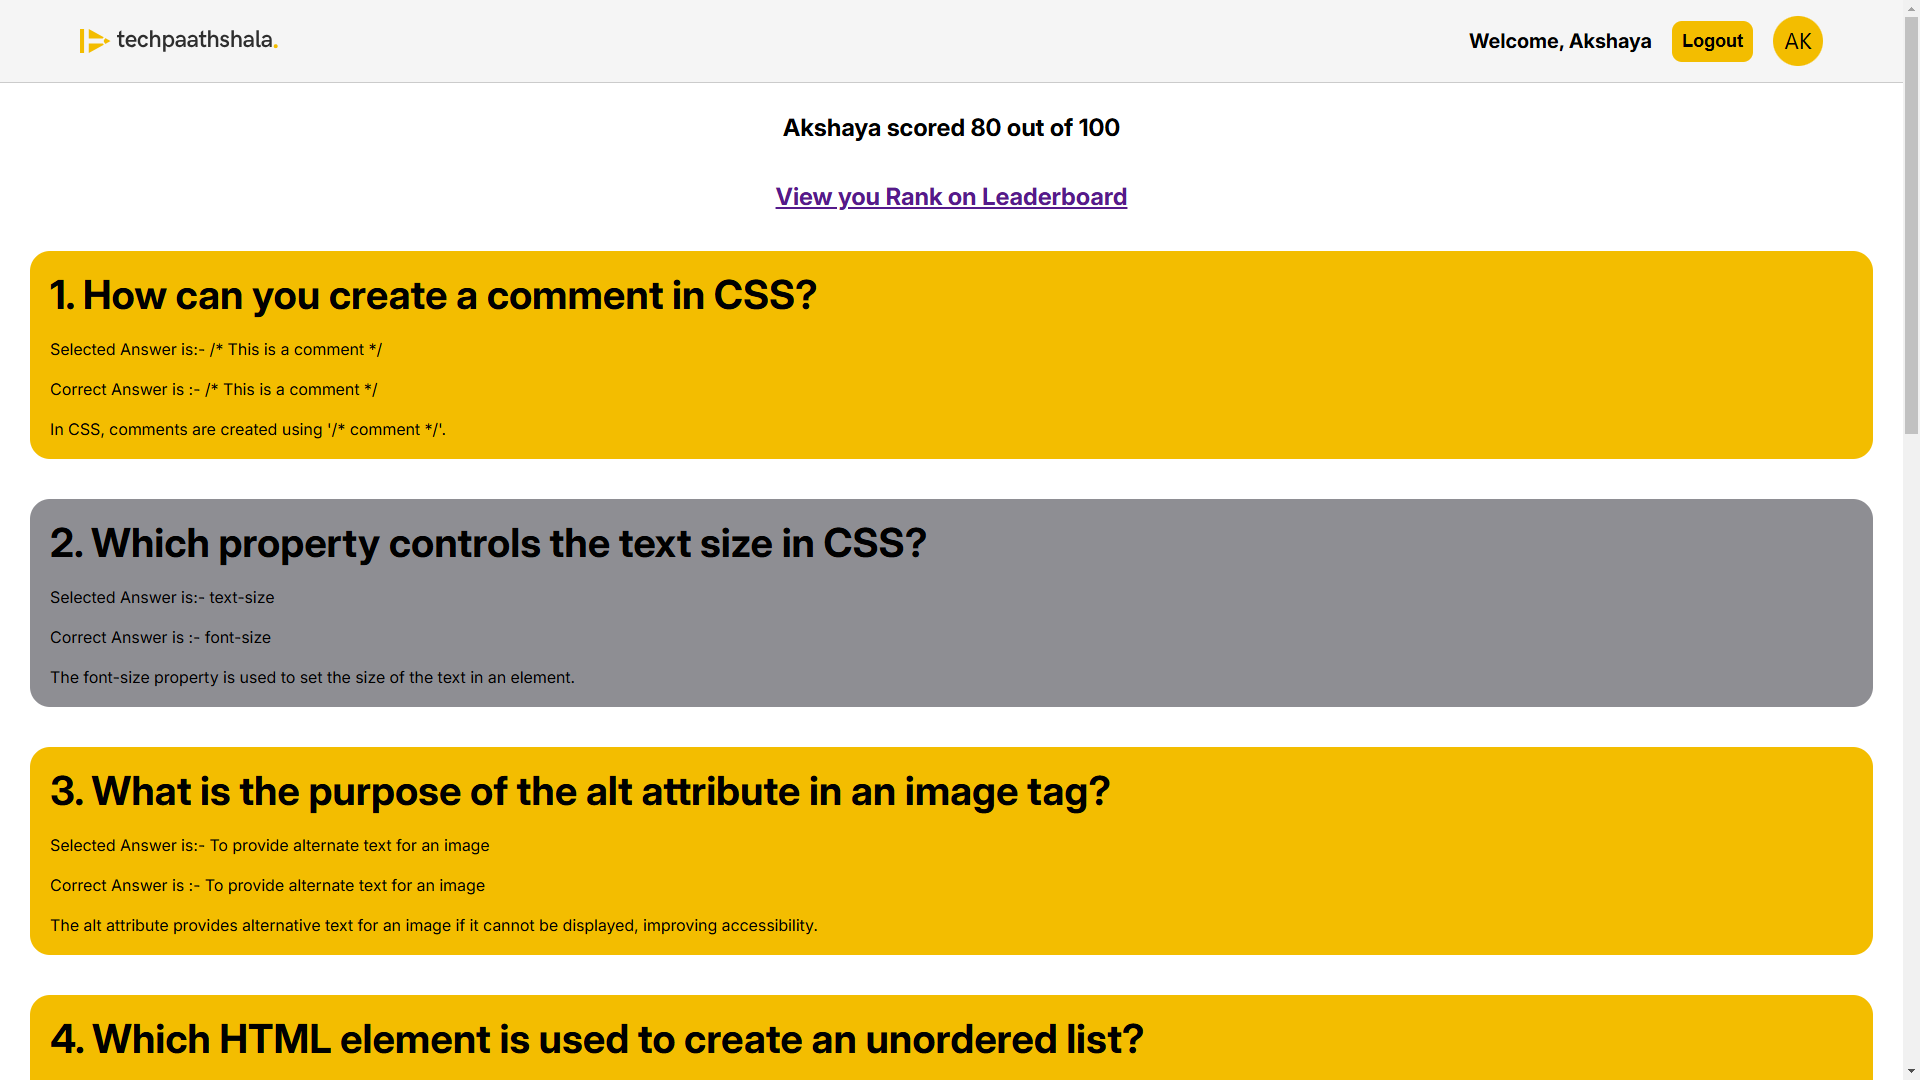 techpaathshala.
Welcome, Akshaya
Logout
AK
Akshaya scored 80 out of 100
View you Rank on Leaderboard
1. How can you create a comment in CSS?
Selected Answer is:- /* This is a comment */
Correct Answer is :- /* This is a comment */
In CSS, comments are created using '/* comment */'.
2. Which property controls the text size in CSS?
Selected Answer is:- text-size
Correct Answer is :- font-size
The font-size property is used to set the size of the text in an element.
3. What is the purpose of the alt attribute in an image tag?
Selected Answer is:- To provide alternate text for an image
Correct Answer is :- To provide alternate text for an image
The alt attribute provides alternative text for an image if it cannot be displayed, improving accessibility.
4. Which HTML element is used to create an unordered list?